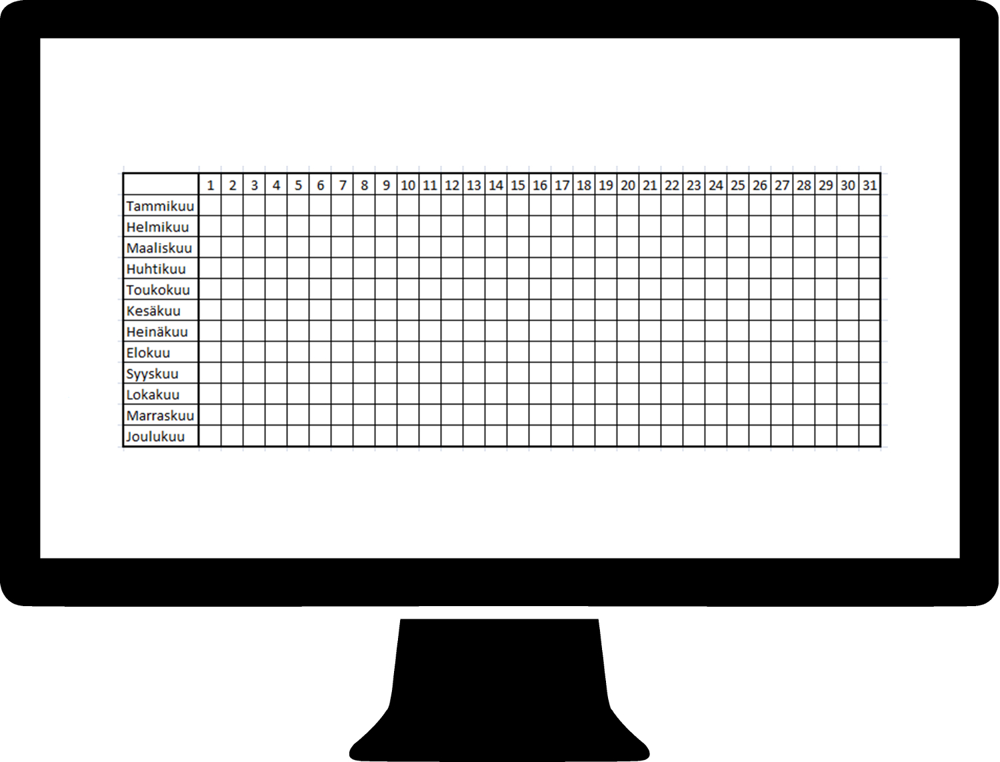 1 2 3 4 5 6 7 8 9 10 11 12 13 14 15 16 17 18 19 20 21 22 23 24 25 26 27 28 29 30 31
Tammikuu
Helmikuu
Maaliskuu
Huhtikuu
Toukokuu
Kesäkuu
Heinäkuu
Elokuu
Syyskuu
Lokakuu
Marraskuu
Joulukuu